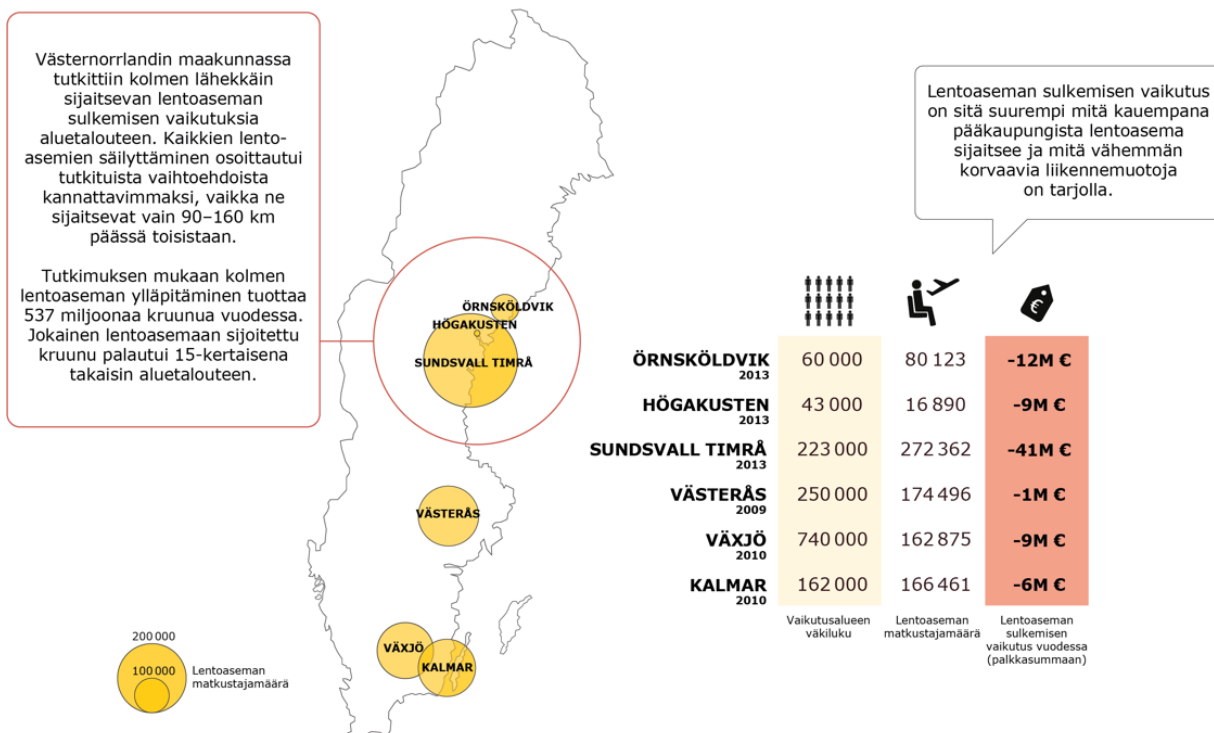 Västernorrlandin maakunnassa
tutkittiin kolmen lähekkäin
sijaitsevan lentoaseman
sulkemisen vaikutuksia
aluetalouteen. Kaikkien lento-
asemien säilyttäminen osoittautui
tutkituista vaihtoehdoista
kannattavimmaksi, vaikka ne
sijaitsevat vain 90–160 km
päässä toisistaan.
Tutkimuksen mukaan kolmen
lentoaseman ylläpitäminen tuottaa
537 miljoonaa kruunua vuodessa.
Jokainen lentoasemaan sijoitettu
kruunu palautui 15-kertaisena
takaisin aluetalouteen.
ÖRNSKÖLDVIK
HÖGAKUSTEN
SUNDSVALL TIMRÅ
VÄSTERÅS
VÄXJÖ
KALMAR
200 000
100 000
Lentoaseman
matkustajamäärä
Lentoaseman sulkemisen vaikutus
on sitä suurempi mitä kauempana
pääkaupungista lentoasema
sijaitsee ja mitä vähemmän
korvaavia liikennemuotoja
on tarjolla.
€
ÖRNSKÖLDVIK 60 000 80 123 -12M €
2013
HÖGAKUSTEN 43 000 16 890 -9M €
2013
SUNDSVALL TIMRÅ 223 000 272 362 -41M €
2013
VÄSTERÅS 250 000 174 496 -1M €
2009
VÄXJÖ 740 000 162 875 -9M €
2010
KALMAR 162 000 166 461 -6M €
2010
Vaikutusalueen
väkiluku
Lentoaseman
matkustajamäärä
Lentoaseman
sulkemisen
vaikutus vuodessa
(palkkasummaan)